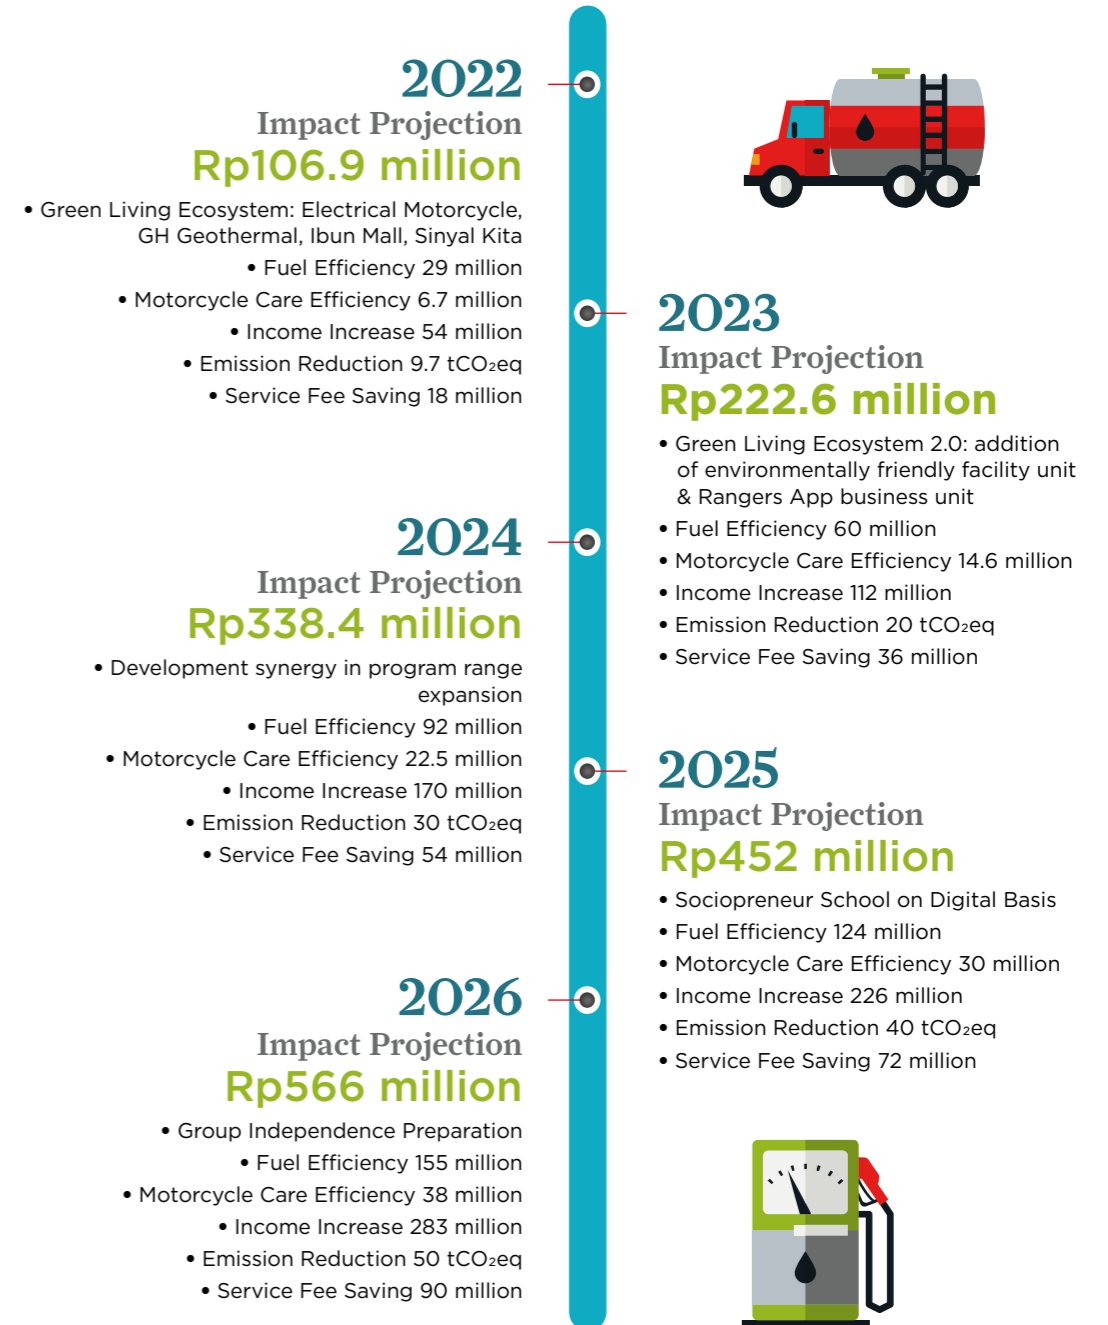 2022
Impact Projection
Rp106.9 million
• Green Living Ecosystem: Electrical Motorcycle,
GH Geothermal, Ibun Mall, Sinyal Kita
• Fuel Efficiency 29 million
• Motorcycle Care Efficiency 6.7 million
• Income Increase 54 million
• Emission Reduction 9.7 tCO₂eq
• Service Fee Saving 18 million
2023
Impact Projection
Rp222.6 million
• Green Living Ecosystem 2.0: addition
of environmentally friendly facility unit
& Rangers App business unit
• Fuel Efficiency 60 million
• Motorcycle Care Efficiency 14.6 million
• Income Increase 112 million
• Emission Reduction 20 tCO₂eq
• Service Fee Saving 36 million
2024
Impact Projection
Rp338.4 million
• Development synergy in program range
expansion
• Fuel Efficiency 92 million
• Motorcycle Care Efficiency 22.5 million
• Income Increase 170 million
• Emission Reduction 30 tCO₂eq
• Service Fee Saving 54 million
2025
Impact Projection
Rp452 million
• Sociopreneur School on Digital Basis
• Fuel Efficiency 124 million
• Motorcycle Care Efficiency 30 million
• Income Increase 226 million
• Emission Reduction 40 tCO₂eq
• Service Fee Saving 72 million
2026
Impact Projection
Rp566 million
• Group Independence Preparation
• Fuel Efficiency 155 million
• Motorcycle Care Efficiency 38 million
• Income Increase 283 million
• Emission Reduction 50 tCO₂eq
• Service Fee Saving 90 million